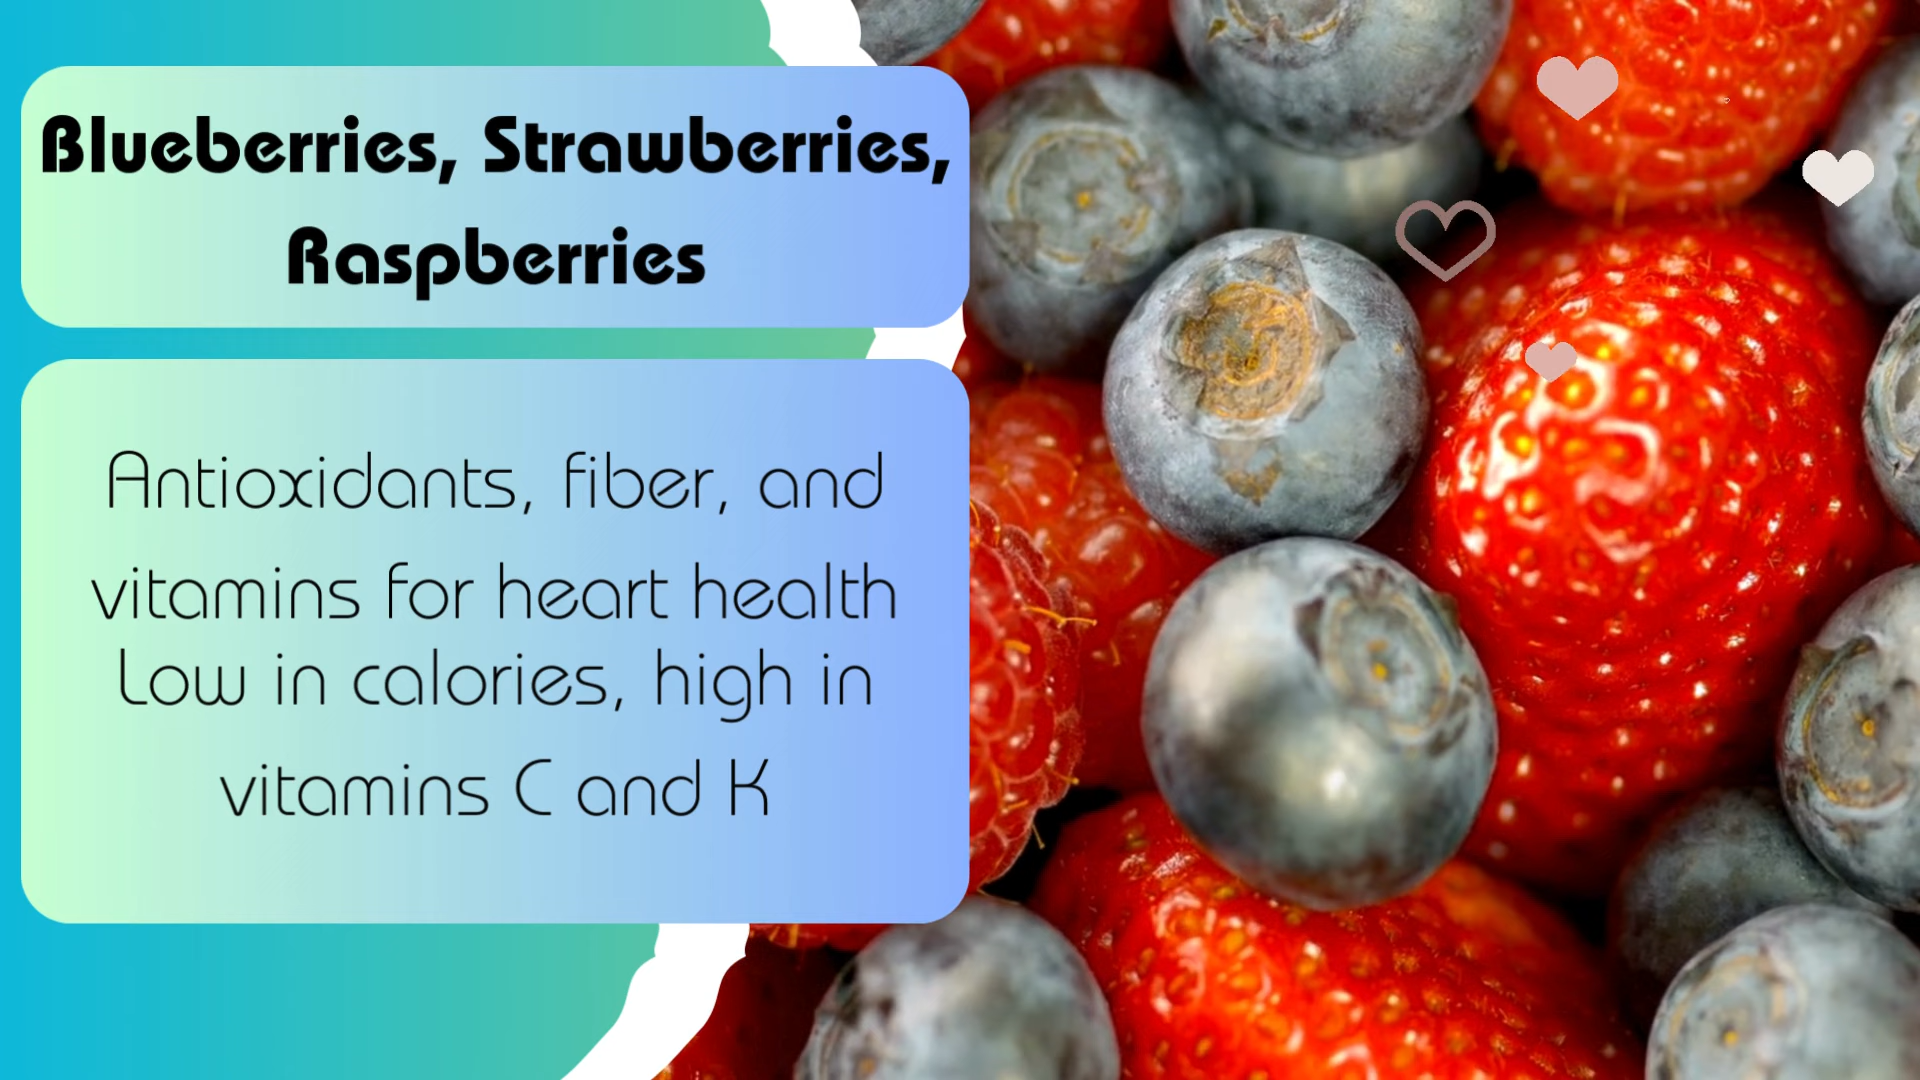 Blueberries, Strawberries,
Raspberries
Antioxidants, fiber, and
vitamins for heart health
Low in calories, high in
vitamins C and K